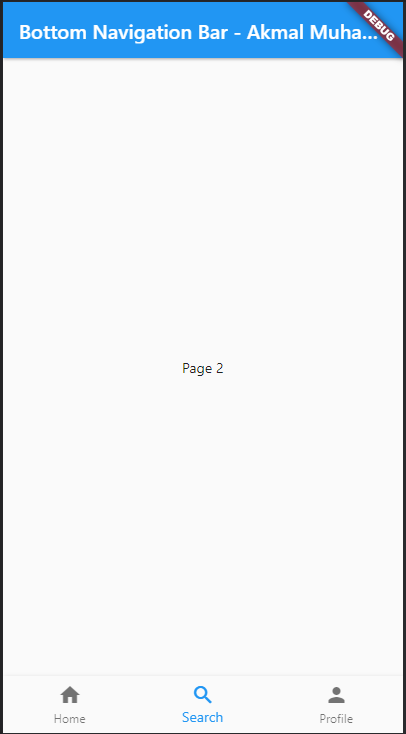 Bottom Navigation Bar - Akmal Muha...
DEBUG
Page 2
Home
Search
Profile